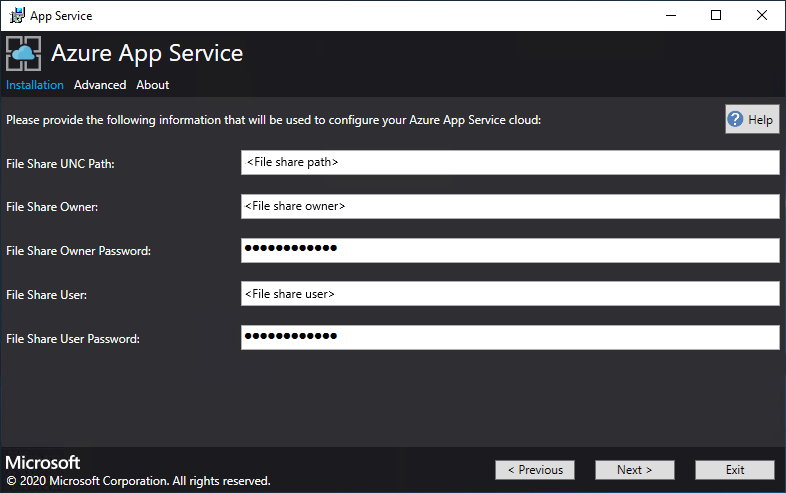 App Service
Azure App Service
Installation Advanced About
Please provide the following information that will be used to configure your Azure App Service cloud:
? Help
File Share UNC Path: <File share path>
File Share Owner: <File share owner>
File Share Owner Password: ●●●●●●●●●●●●
File Share User: <File share user>
File Share User Password: ●●●●●●●●●●●●
Microsoft
© 2020 Microsoft Corporation. All rights reserved.
< Previous Next > Exit